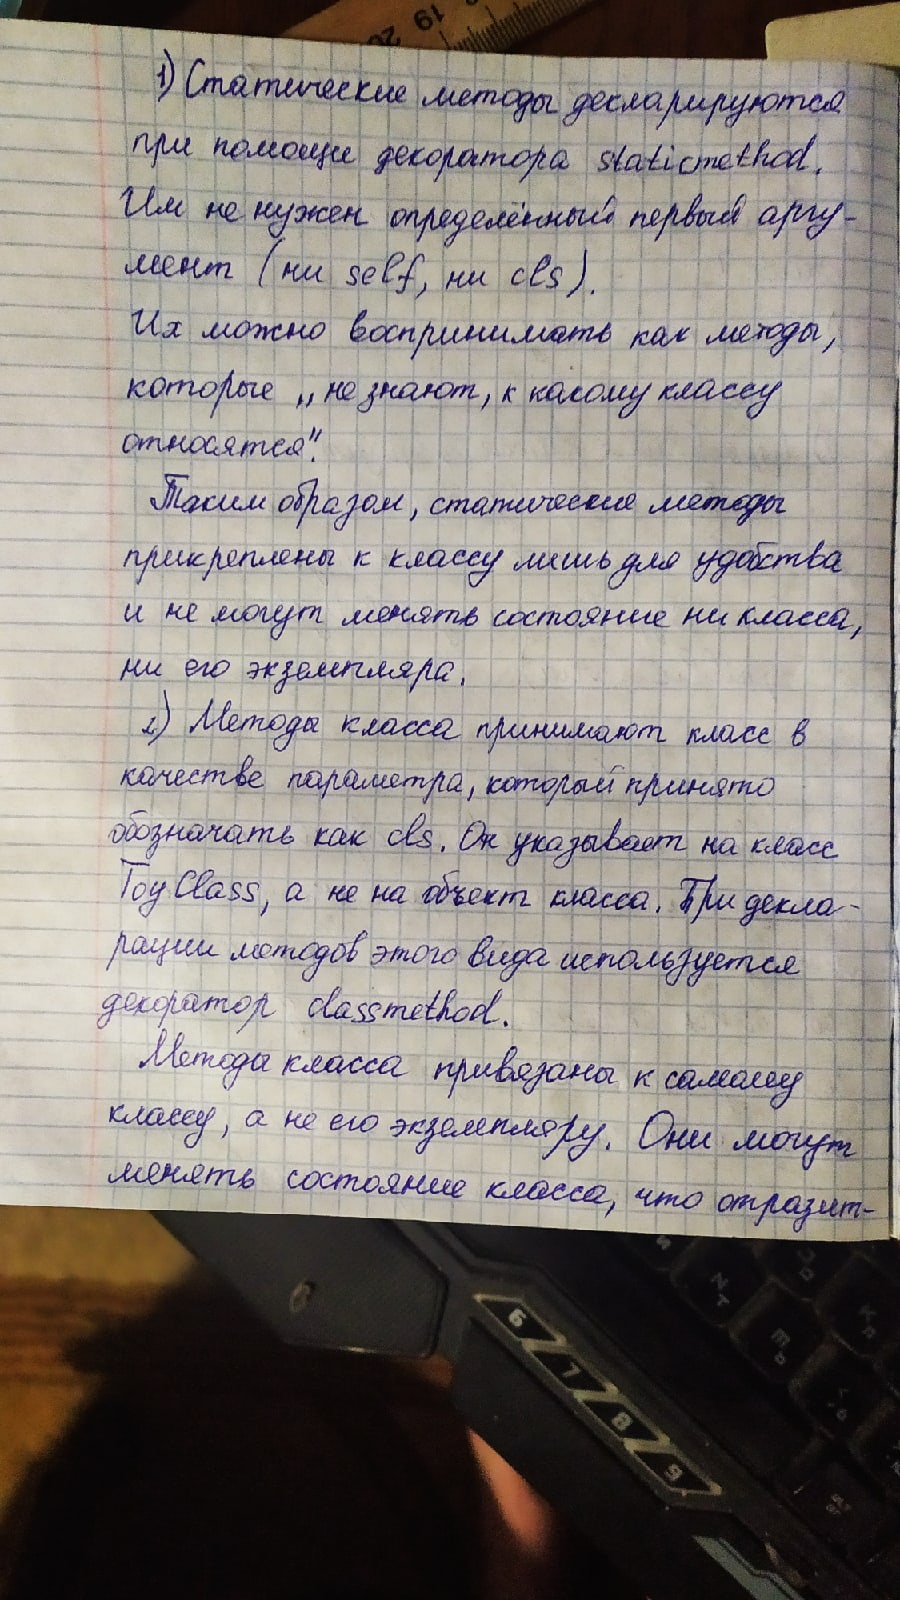 19
20
1) Статические методы декларируются
при помощи декоратора staticmethod.
Им не нужен определённый первый аргу-
мент (ни self, ни cls).
Их можно воспринимать как методы,
которые „не знают, к какому классу
относятся".
Таким образом, статические методы
прикреплены к классу лишь для удобства
и не могут менять состояние ни класса,
ни его экземпляра.
2) Методы класса принимают класс в
качестве параметра, который принято
обозначать как cls. Он указывает на класс
ToyClass, а не на объект класса. При декла-
рации методов этого вида используется
декоратор classmethod.
Методы класса привязаны к самому
классу, а не его экземпляру. Они могут
менять состояние класса, что отразит-
6
7
8
9